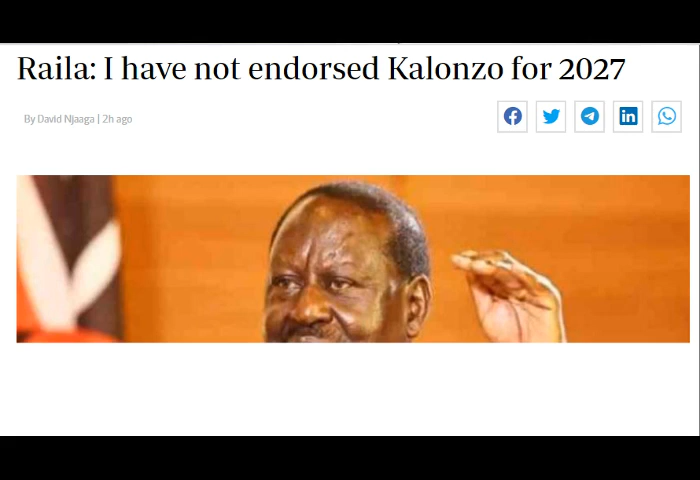 Raila: I have not endorsed Kalonzo for 2027
By David Njaaga | 2h ago